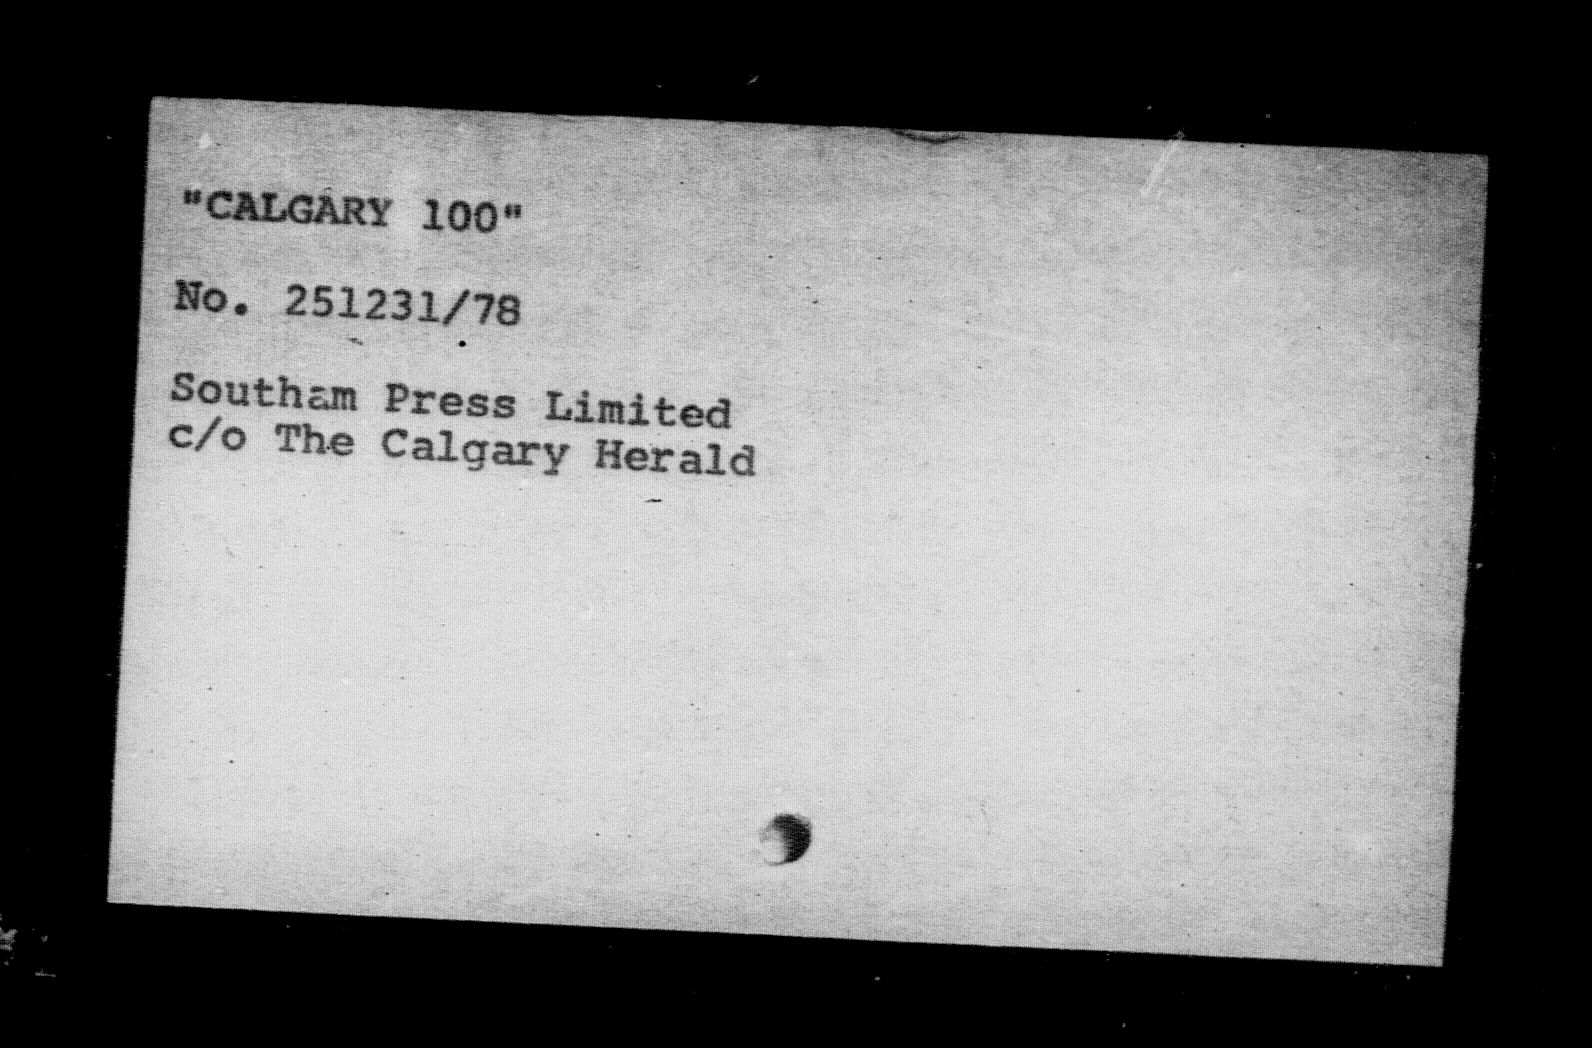 "CALGARY 100"
No. 251231/78
Southam Press Limited
c/o The Calgary Herald